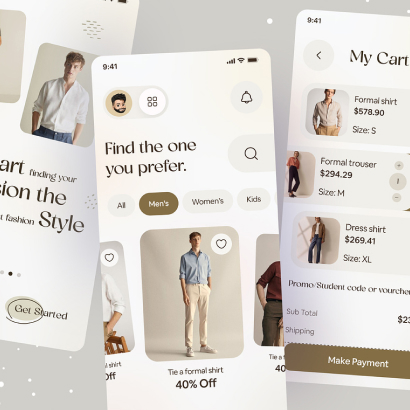 art finding your
sion the
t fashion Style
Get Started
9:41
Find the one
you prefer.
All
Men's
Women's
Kids
l shirt
Off
Tie a formal shirt
40% Off
Tie a fo
40
9:41
My Cart
Formal shirt
$578.90
Size: S
Formal trouser
$294.29
Size: M
Dress shirt
$269.41
Size: XL
Promo/Student code or voucher
Sub Total
$23
Shipping
Make Payment